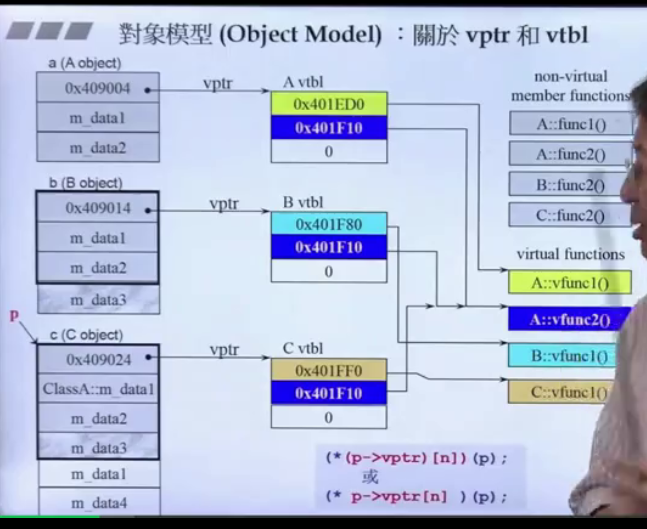 對象模型 (Object Model) ：關於 vptr 和 vtbl
a (A object)
0x409004
m_data1
m_data2
vptr
A vtbl
0x401ED0
0x401F10
0
b (B object)
0x409014
m_data1
m_data2
m_data3
vptr
B vtbl
0x401F80
0x401F10
0
p
c (C object)
0x409024
ClassA::m_data1
m_data2
m_data3
m_data1
m_data4
vptr
C vtbl
0x401FF0
0x401F10
0
non-virtual
member functions
A::func1()
A::func2()
B::func2()
C::func2()
virtual functions
A::vfunc1()
A::vfunc2()
B::vfunc1()
C::vfunc1()
(*(p->vptr)[n])(p);
或
(* p->vptr[n] )(p);